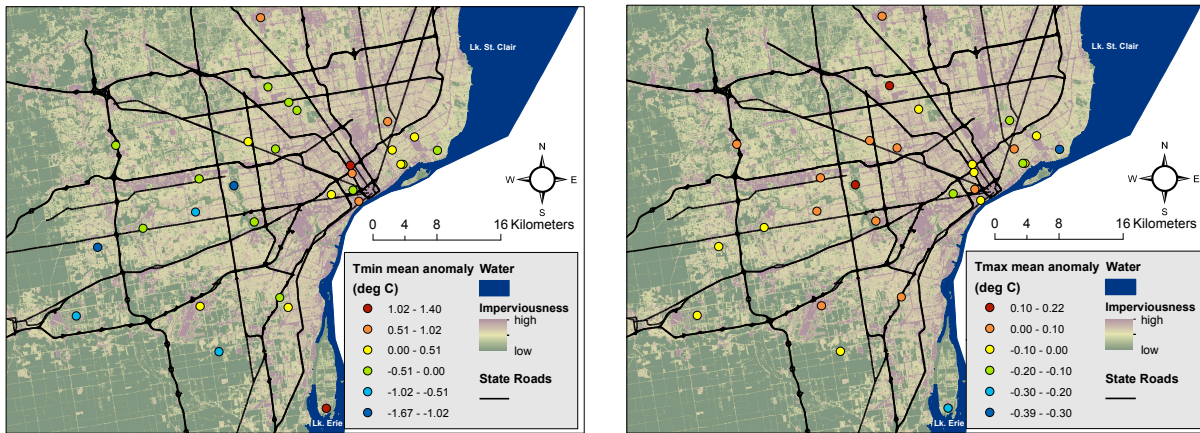 Lk. St. Clair
N
W E
S
0 4 8 16 Kilometers
Tmin mean anomaly
(deg C)
1.02 - 1.40
0.51 - 1.02
0.00 - 0.51
-0.51 - 0.00
-1.02 - -0.51
-1.67 - -1.02
Water
Imperviousness
high
low
State Roads
Lk. Erie
Lk. St. Clair
N
W E
S
0 4 8 16 Kilometers
Tmax mean anomaly
(deg C)
0.10 - 0.22
0.00 - 0.10
-0.10 - 0.00
-0.20 - -0.10
-0.30 - -0.20
-0.39 - -0.30
Water
Imperviousness
high
low
State Roads
Lk. Erie